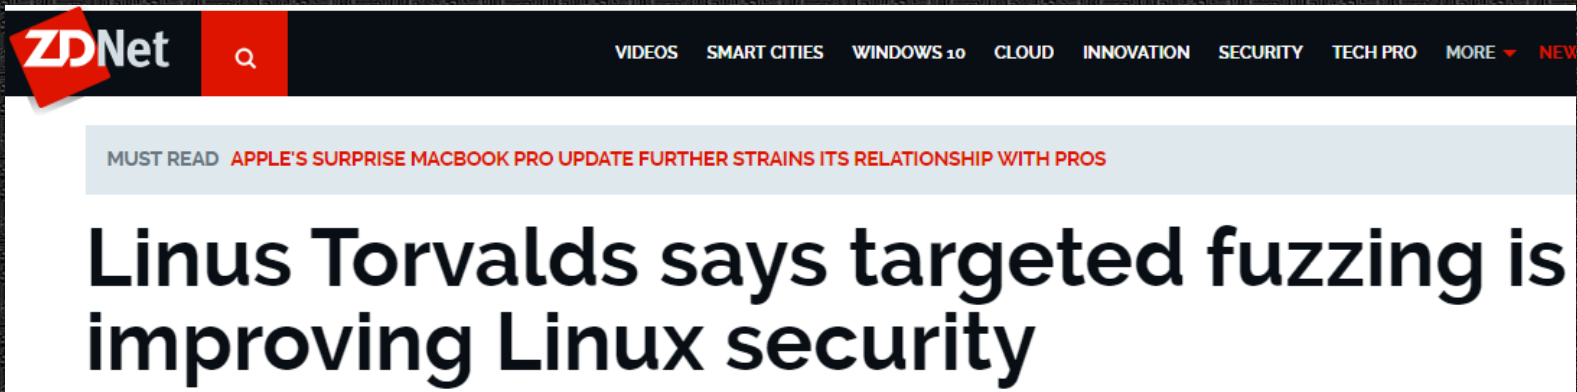 ZDNet
VIDEOS SMART CITIES WINDOWS 10 CLOUD INNOVATION SECURITY TECH PRO MORE
MUST READ APPLE'S SURPRISE MACBOOK PRO UPDATE FURTHER STRAINS ITS RELATIONSHIP WITH PROS
Linus Torvalds says targeted fuzzing is
improving Linux security